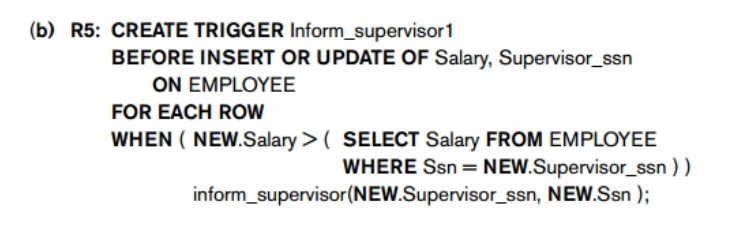 (b) R5: CREATE TRIGGER Inform_supervisor1
BEFORE INSERT OR UPDATE OF Salary, Supervisor_ssn
ON EMPLOYEE
FOR EACH ROW
WHEN ( NEW.Salary > ( SELECT Salary FROM EMPLOYEE
WHERE Ssn = NEW.Supervisor_ssn ) )
inform_supervisor(NEW.Supervisor_ssn, NEW.Ssn );